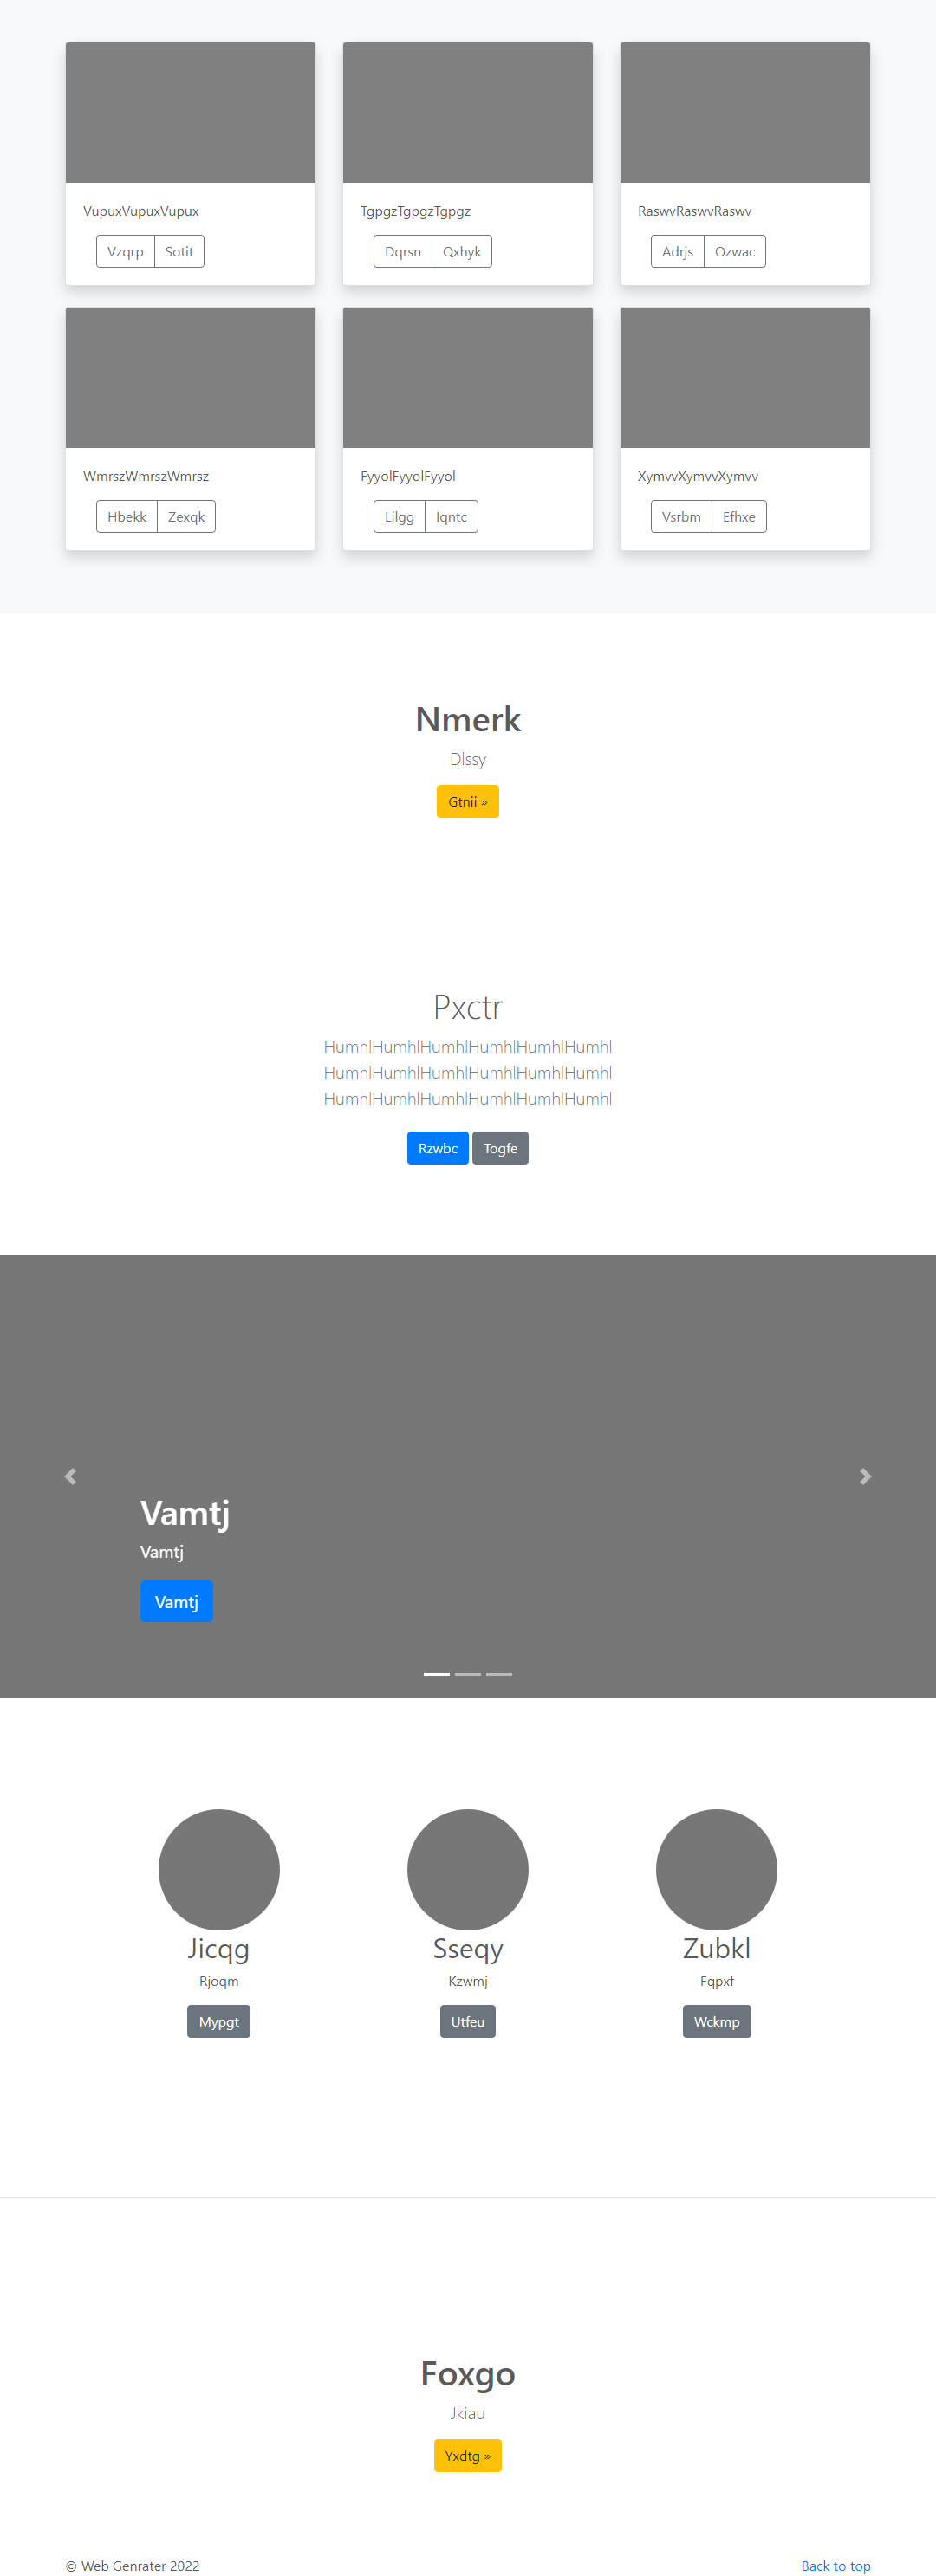 VupuxVupuxVupux
Vzqrp Sotit
TgpgzTgpgzTgpgz
Dqrsn Qxhyk
RaswvRaswvRaswv
Adrjs Ozwac
WmrszWmrszWmrsz
Hbekk Zexqk
FyyolFyyolFyyol
Lilgg Iqntc
XymvvXymvvXymvv
Vsrbm Efhxe
Nmerk
Dlssy
Gtnii »
Pxctr
HumhlHumhlHumhlHumhlHumhlHumhl
HumhlHumhlHumhlHumhlHumhlHumhl
HumhlHumhlHumhlHumhlHumhlHumhl
Rzwbc Togfe
Vamtj
Vamtj
Vamtj
Jicqg
Rjoqm
Mypgt
Sseqy
Kzwmj
Utfeu
Zubkl
Fqpxf
Wckmp
Foxgo
Jkiau
Yxdtg »
© Web Genrater 2022
Back to top